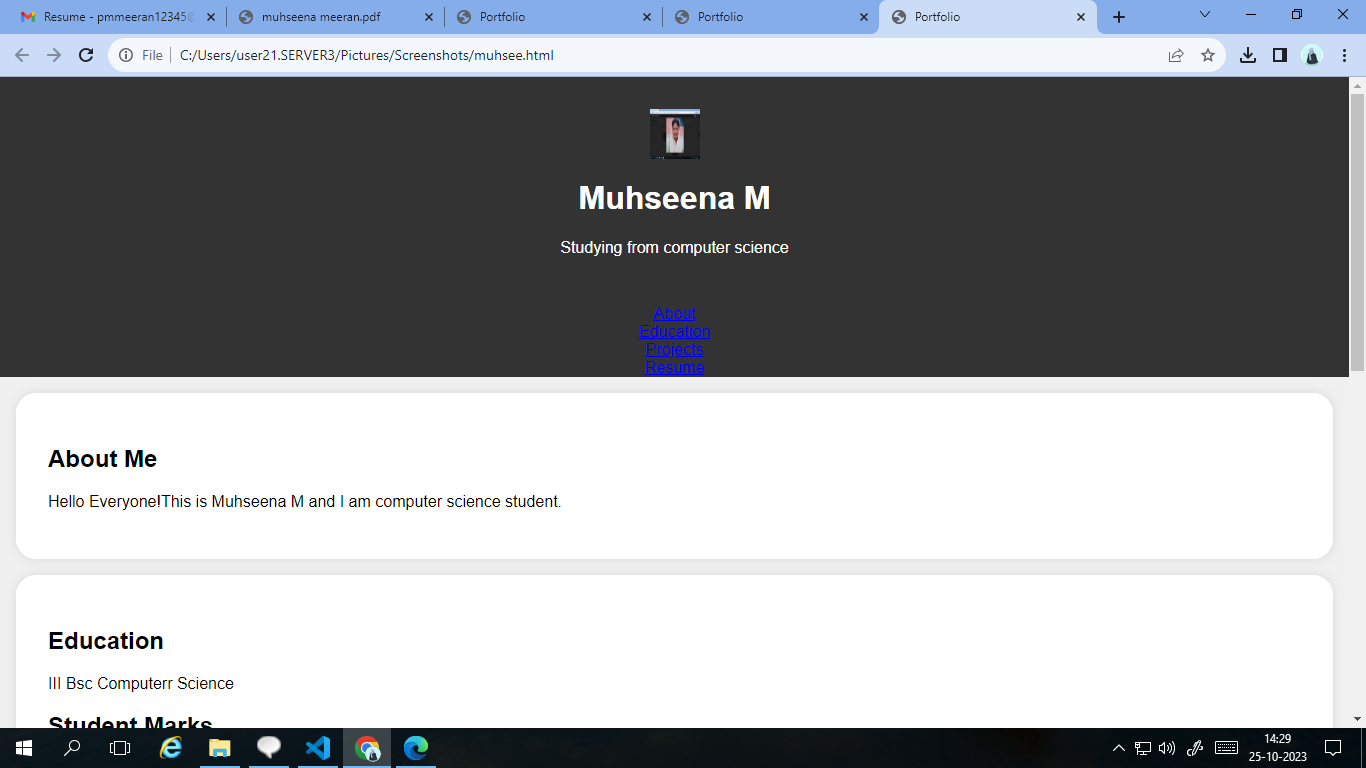 Resume - pmmeeran12345@
muhseena meeran.pdf
Portfolio
Portfolio
Portfolio
File
C:/Users/user21.SERVER3/Pictures/Screenshots/muhsee.html
Muhseena M
Studying from computer science
About
Education
Projects
Resume
About Me
Hello Everyone!This is Muhseena M and I am computer science student.
Education
III Bsc Computerr Science
Student Marks
14:29
25-10-2023